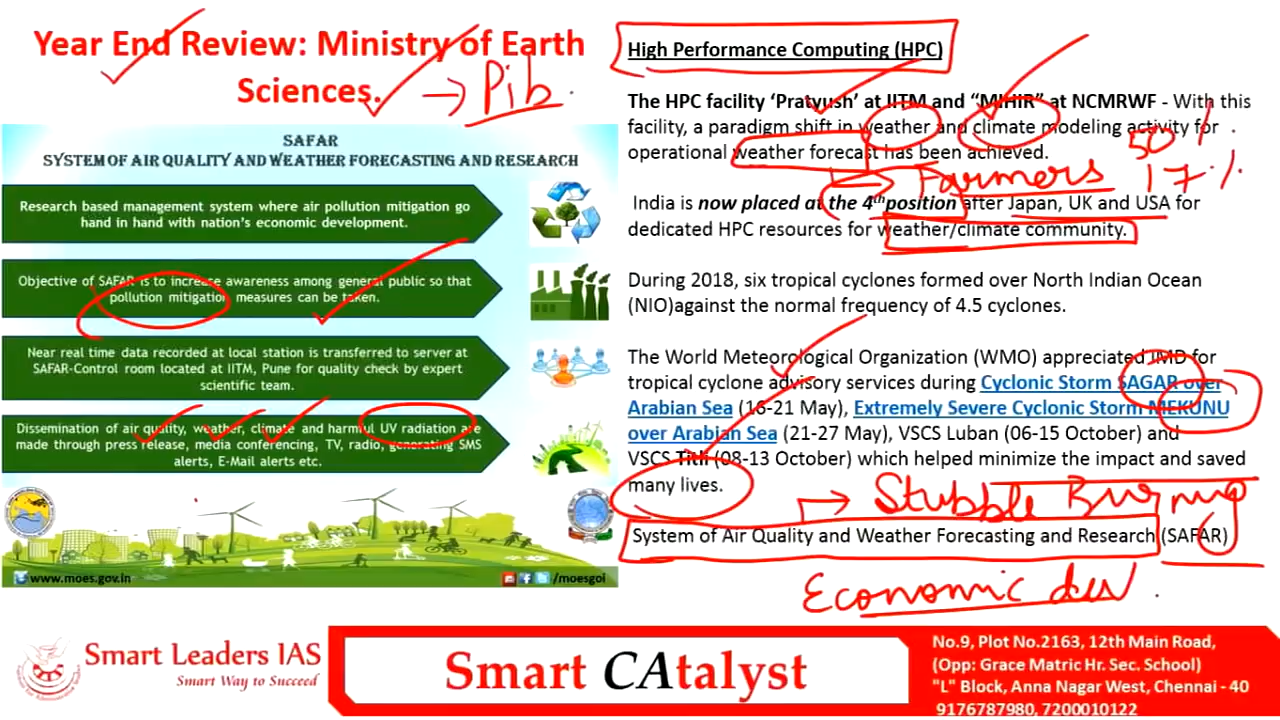 Year End Review: Ministry of Earth
Sciences.
→ Pib
SAFAR
SYSTEM OF AIR QUALITY AND WEATHER FORECASTING AND RESEARCH
Research based management system where air pollution mitigation go
hand in hand with nation's economic development.
Objective of SAFAR is to increase awareness among general public so that
pollution mitigation measures can be taken.
Near real time data recorded at local station is transferred to server at
SAFAR-Control room located at IITM, Pune for quality check by expert
scientific team.
Dissemination of air quality, weather, climate and harmful UV radiation are
made through press release, media conferencing, TV, radio, generating SMS
alerts, E-Mail alerts etc.
www.moes.gov.in
/moesgoi
High Performance Computing (HPC)
The HPC facility ‘Pratyush’ at IITM and “MIHIR” at NCMRWF - With this
facility, a paradigm shift in weather and climate modeling activity for
operational weather forecast has been achieved.
50 %
→ Farmers 17 %
India is now placed at the 4th position after Japan, UK and USA for
dedicated HPC resources for weather/climate community.
During 2018, six tropical cyclones formed over North Indian Ocean
(NIO)against the normal frequency of 4.5 cyclones.
The World Meteorological Organization (WMO) appreciated IMD for
tropical cyclone advisory services during Cyclonic Storm SAGAR over
Arabian Sea (16-21 May), Extremely Severe Cyclonic Storm MEKUNU
over Arabian Sea (21-27 May), VSCS Luban (06-15 October) and
VSCS Titli (08-13 October) which helped minimize the impact and saved
many lives.
→ Stubble Burning
System of Air Quality and Weather Forecasting and Research (SAFAR)
Economic dev.
Smart Leaders IAS
Smart Way to Succeed
Smart CAtalyst
No.9, Plot No.2163, 12th Main Road,
(Opp: Grace Matric Hr. Sec. School)
"L" Block, Anna Nagar West, Chennai - 40
9176787980, 7200010122